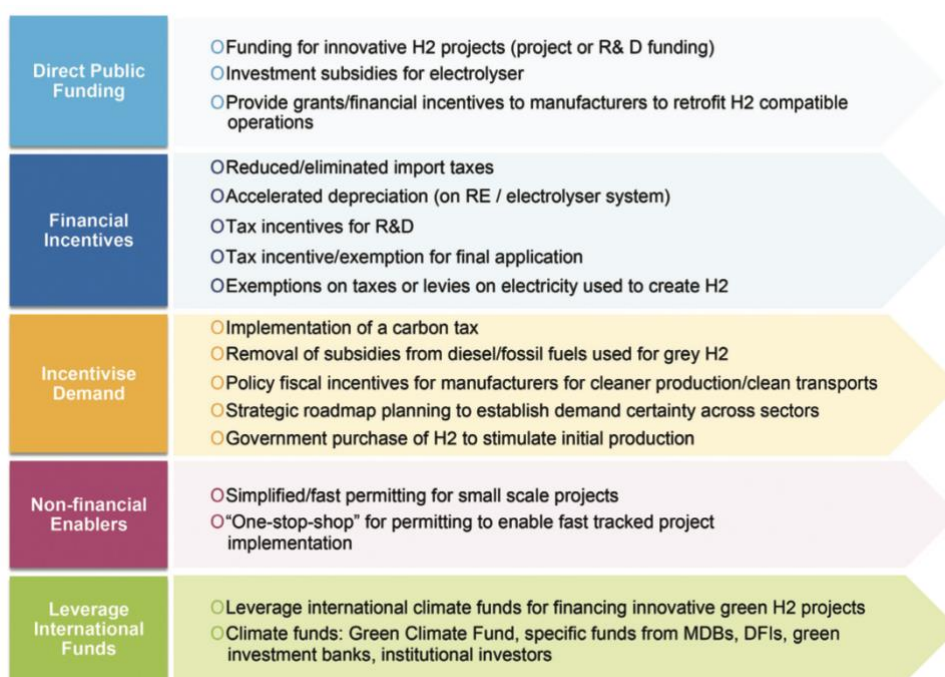 Direct Public
Funding
O Funding for innovative H2 projects (project or R& D funding)
O Investment subsidies for electrolyser
O Provide grants/financial incentives to manufacturers to retrofit H2 compatible
operations
Financial
Incentives
O Reduced/eliminated import taxes
O Accelerated depreciation (on RE / electrolyser system)
O Tax incentives for R&D
O Tax incentive/exemption for final application
O Exemptions on taxes or levies on electricity used to create H2
Incentivise
Demand
O Implementation of a carbon tax
O Removal of subsidies from diesel/fossil fuels used for grey H2
O Policy fiscal incentives for manufacturers for cleaner production/clean transports
O Strategic roadmap planning to establish demand certainty across sectors
O Government purchase of H2 to stimulate initial production
Non-financial
Enablers
O Simplified/fast permitting for small scale projects
O "One-stop-shop" for permitting to enable fast tracked project
implementation
Leverage
International
Funds
O Leverage international climate funds for financing innovative green H2 projects
O Climate funds: Green Climate Fund, specific funds from MDBs, DFIs, green
investment banks, institutional investors